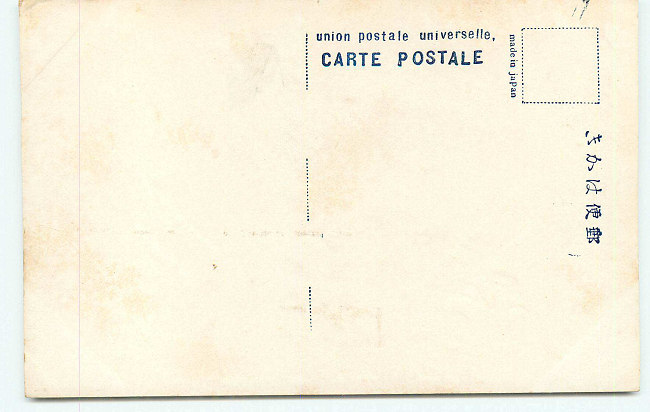 union postale universelle,
CARTE POSTALE
made in japan
郵便はかき